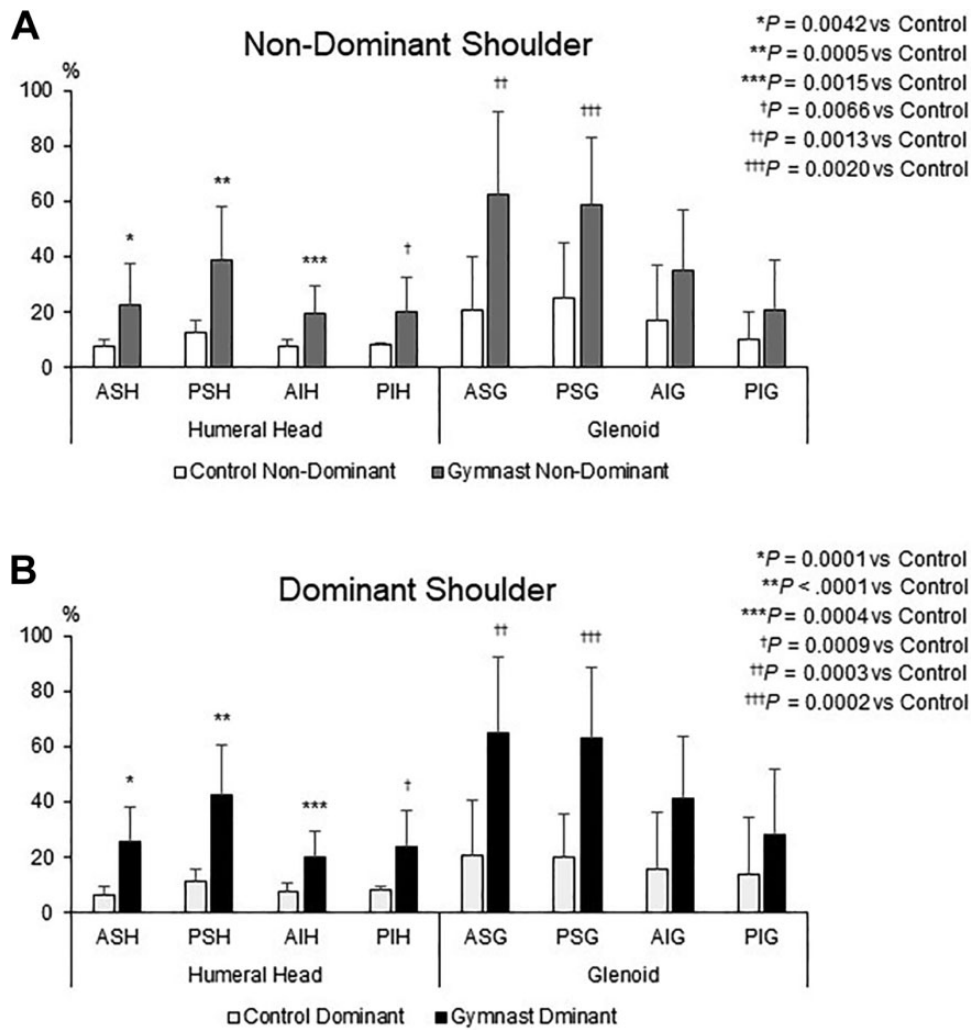 A
Non-Dominant Shoulder
*P = 0.0042 vs Control
**P = 0.0005 vs Control
***P = 0.0015 vs Control
†P = 0.0066 vs Control
††P = 0.0013 vs Control
†††P = 0.0020 vs Control
%
100
80
60
40
20
0
* ** *** † †† †††
ASH PSH AIH PIH ASG PSG AIG PIG
Humeral Head Glenoid
Control Non-Dominant Gymnast Non-Dominant
B
Dominant Shoulder
*P = 0.0001 vs Control
**P < .0001 vs Control
***P = 0.0004 vs Control
†P = 0.0009 vs Control
††P = 0.0003 vs Control
†††P = 0.0002 vs Control
%
100
80
60
40
20
0
* ** *** † †† †††
ASH PSH AIH PIH ASG PSG AIG PIG
Humeral Head Glenoid
Control Dominant Gymnast Dminant